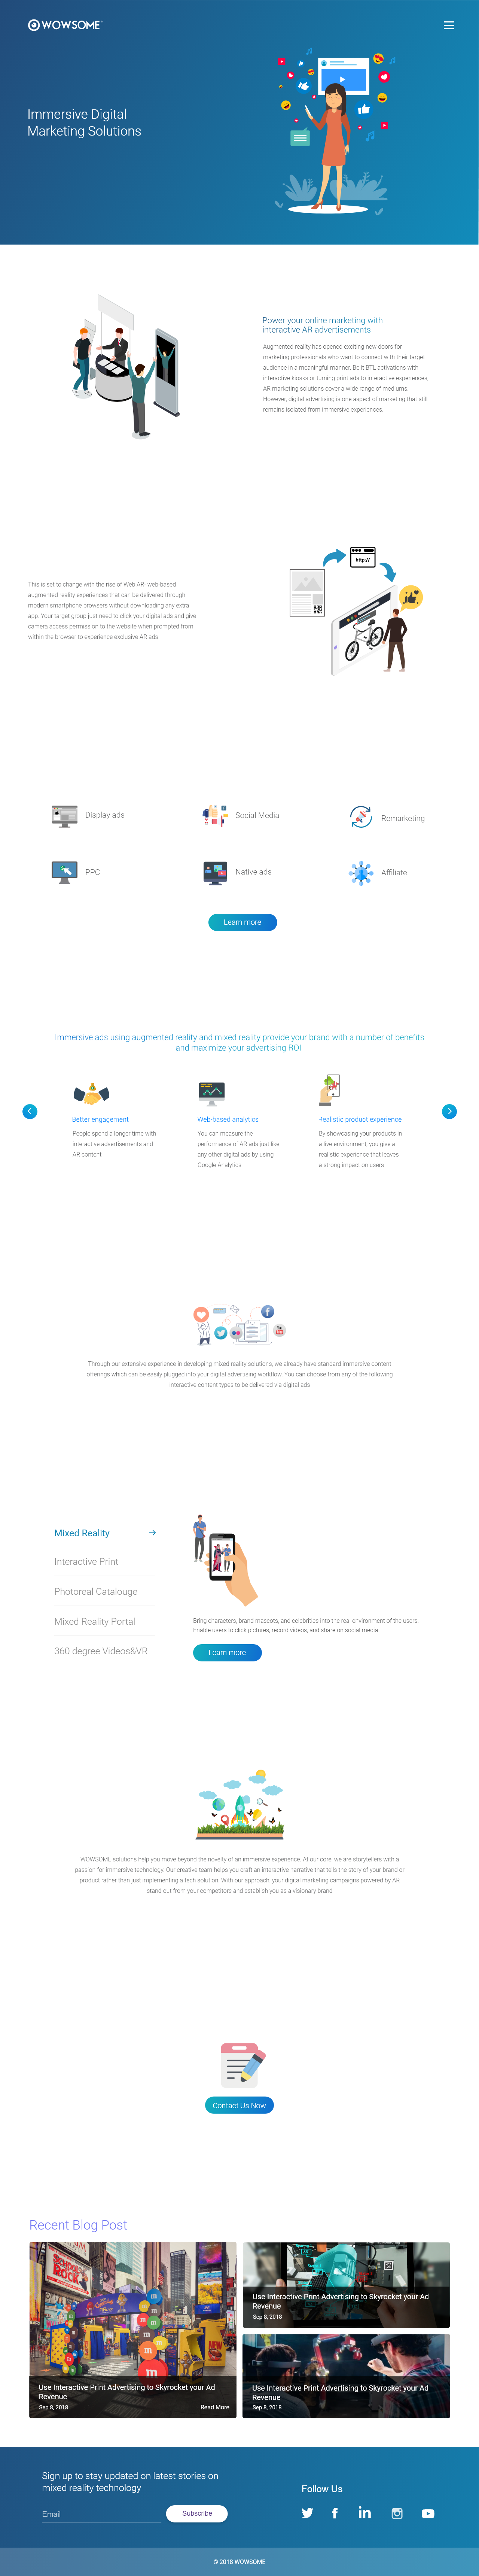 WOWSOME
Immersive Digital
Marketing Solutions
Power your online marketing with
interactive AR advertisements
Augmented reality has opened exciting new doors for
marketing professionals who want to connect with their target
audience in a meaningful manner. Be it BTL activations with
interactive kiosks or turning print ads to interactive experiences,
AR marketing solutions cover a wide range of mediums.
However, digital advertising is one aspect of marketing that still
remains isolated from immersive experiences.
http://
This is set to change with the rise of Web AR- web-based
augmented reality experiences that can be delivered through
modern smartphone browsers without downloading any extra
app. Your target group just need to click your digital ads and give
camera access permission to the website when prompted from
within the browser to experience exclusive AR ads.
Display ads
Social Media
Remarketing
PPC
Native ads
Affiliate
Learn more
Immersive ads using augmented reality and mixed reality provide your brand with a number of benefits
and maximize your advertising ROI
Better engagement
People spend a longer time with
interactive advertisements and
AR content
Web-based analytics
You can measure the
performance of AR ads just like
any other digital ads by using
Google Analytics
Realistic product experience
By showcasing your products in
a live environment, you give a
realistic experience that leaves
a strong impact on users
Through our extensive experience in developing mixed reality solutions, we already have standard immersive content
offerings which can be easily plugged into your digital advertising workflow. You can choose from any of the following
interactive content types to be delivered via digital ads
Mixed Reality
Interactive Print
Photoreal Catalouge
Mixed Reality Portal
360 degree Videos&VR
Bring characters, brand mascots, and celebrities into the real environment of the users.
Enable users to click pictures, record videos, and share on social media
Learn more
WOWSOME solutions help you move beyond the novelty of an immersive experience. At our core, we are storytellers with a
passion for immersive technology. Our creative team helps you craft an interactive narrative that tells the story of your brand or
product rather than just implementing a tech solution. With our approach, your digital marketing campaigns powered by AR
stand out from your competitors and establish you as a visionary brand
Contact Us Now
Recent Blog Post
Use Interactive Print Advertising to Skyrocket your Ad
Revenue
Sep 8, 2018
Read More
Use Interactive Print Advertising to Skyrocket your Ad
Revenue
Sep 8, 2018
Use Interactive Print Advertising to Skyrocket your Ad
Revenue
Sep 8, 2018
Sign up to stay updated on latest stories on
mixed reality technology
Email
Subscribe
Follow Us
© 2018 WOWSOME